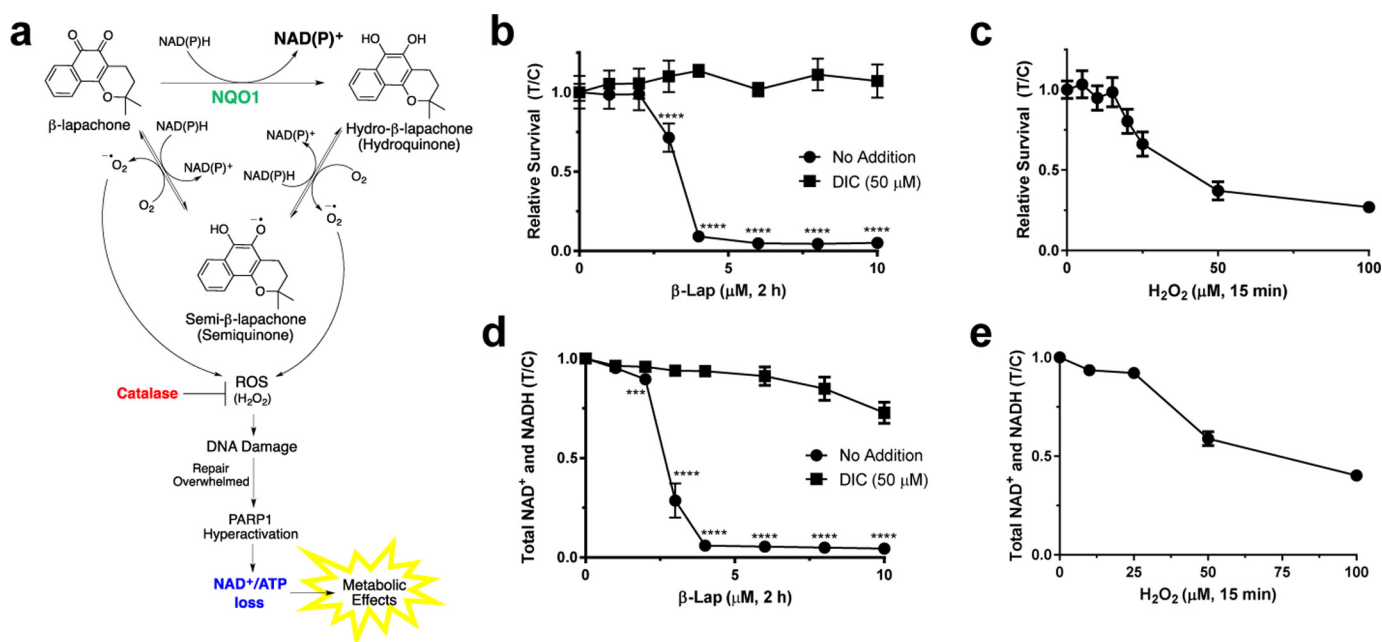 a
NAD(P)H
NAD(P)⁺
NQO1
β-lapachone
Hydro-β-lapachone
(Hydroquinone)
O
O
O
Me
HO
OH
O
NAD(P)H
NAD(P)⁺
⁻•O₂
O₂
NAD(P)⁺
NAD(P)H
O₂
⁻•
O₂
HO
O
⁻•
O
Semi-β-lapachone
(Semiquinone)
Catalase
ROS
(H₂O₂)
DNA Damage
Repair
Overwhelmed
PARP1
Hyperactivation
NAD⁺/ATP
loss
Metabolic
Effects
b
Relative Survival (T/C)
1.0
0.5
0.0
0
5
10
β-Lap (μM, 2 h)
****
****
****
****
****
No Addition
DIC (50 μM)
c
Relative Survival (T/C)
1.0
0.5
0.0
0
50
100
H₂O₂ (μM, 15 min)
d
Total NAD⁺ and NADH (T/C)
1.0
0.5
0.0
0
5
10
β-Lap (μM, 2 h)
***
****
****
****
****
****
No Addition
DIC (50 μM)
e
Total NAD⁺ and NADH (T/C)
1.0
0.5
0.0
0
25
50
75
100
H₂O₂ (μM, 15 min)